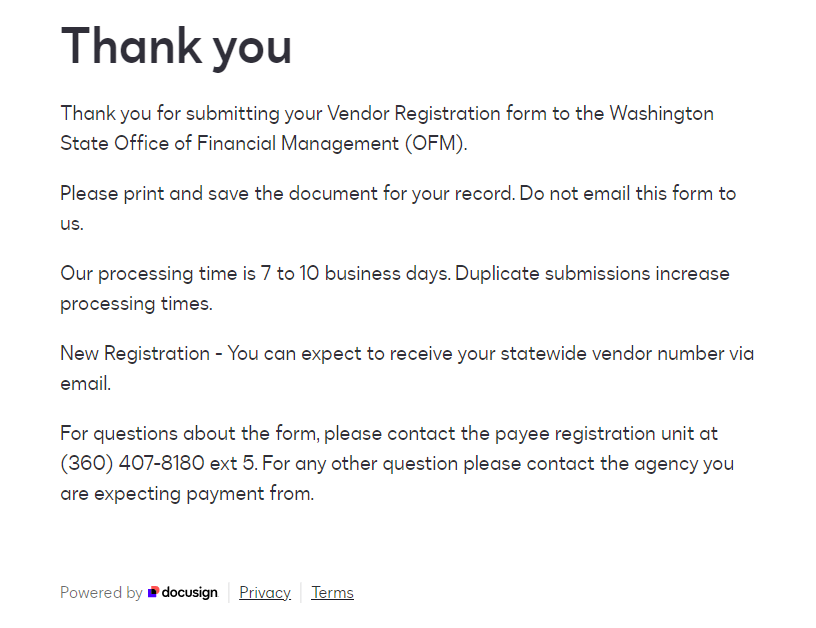 Thank you
Thank you for submitting your Vendor Registration form to the Washington
State Office of Financial Management (OFM).
Please print and save the document for your record. Do not email this form to
us.
Our processing time is 7 to 10 business days. Duplicate submissions increase
processing times.
New Registration - You can expect to receive your statewide vendor number via
email.
For questions about the form, please contact the payee registration unit at
(360) 407-8180 ext 5. For any other question please contact the agency you
are expecting payment from.
Powered by docusign Privacy Terms